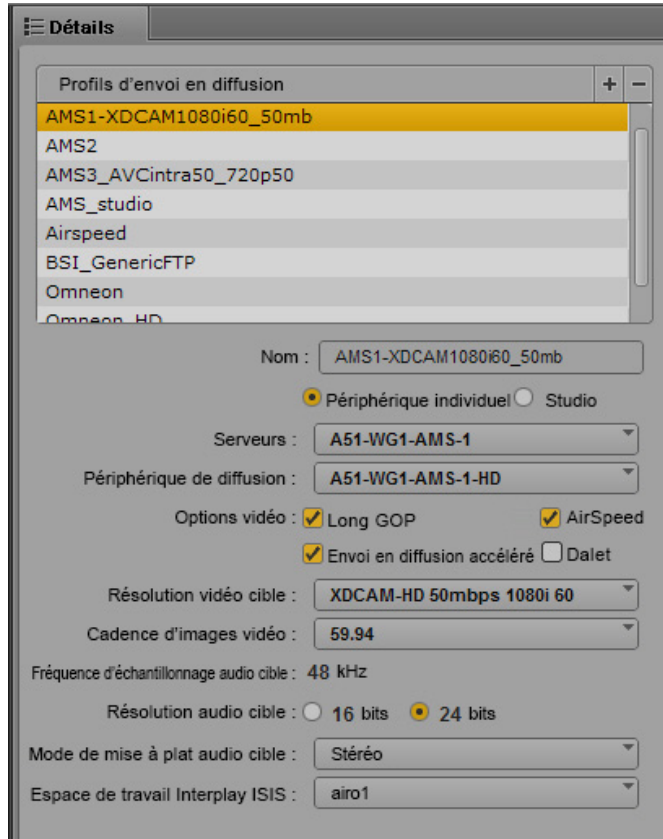 Détails
Profils d'envoi en diffusion + −
AMS1-XDCAM1080i60_50mb
AMS2
AMS3_AVCintra50_720p50
AMS_studio
Airspeed
BSI_GenericFTP
Omneon
Omneon_HD
Nom : AMS1-XDCAM1080i60_50mb
Périphérique individuel Studio
Serveurs : A51-WG1-AMS-1
Périphérique de diffusion : A51-WG1-AMS-1-HD
Options vidéo : Long GOP AirSpeed
Envoi en diffusion accéléré Dalet
Résolution vidéo cible : XDCAM-HD 50mbps 1080i 60
Cadence d'images vidéo : 59.94
Fréquence d'échantillonnage audio cible : 48 kHz
Résolution audio cible : 16 bits 24 bits
Mode de mise à plat audio cible : Stéréo
Espace de travail Interplay ISIS : airo1